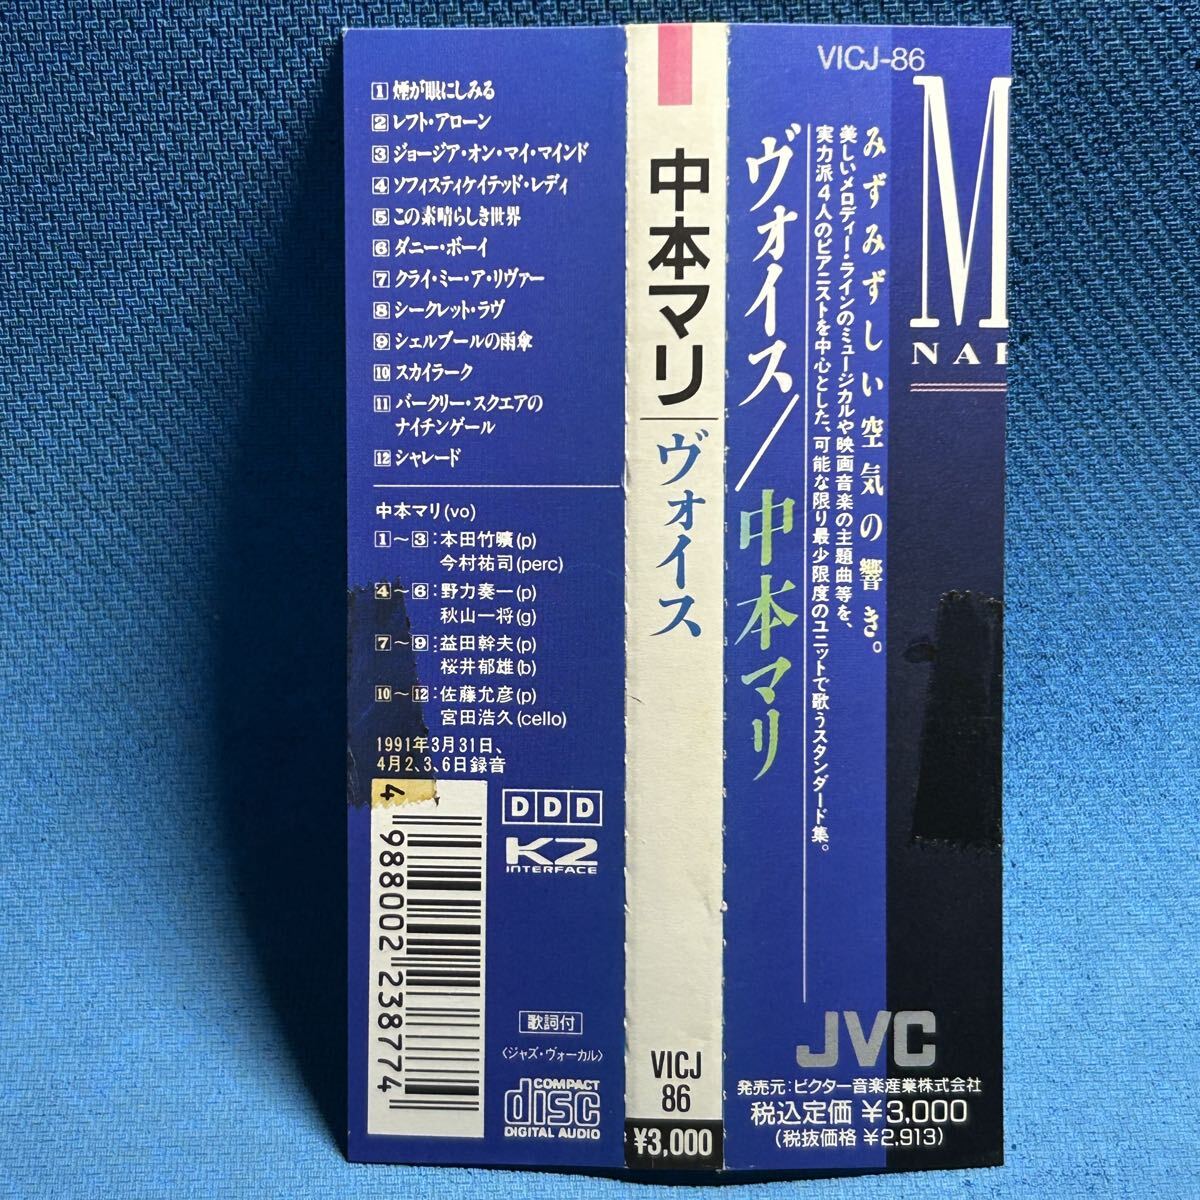 1 煙が眼にしみる
2 レフト・アローン
3 ジョージア・オン・マイ・マインド
4 ソフィスティケイテッド・レディ
5 この素晴らしき世界
6 ダニー・ボーイ
7 クライ・ミー・ア・リヴァー
8 シークレット・ラヴ
9 シェルブールの雨傘
10 スカイラーク
11 バークリー・スクエアの
ナイチンゲール
12 シャレード
中本マリ(vo)
1〜3:本田竹曠(p)
今村祐司(perc)
4〜6:野力奏一(p)
秋山一将(g)
7〜9:益田幹夫(p)
桜井郁雄(b)
10〜12:佐藤允彦(p)
宮田浩久(cello)
1991年3月31日、
4月2、3、6日録音
4 988002 238774
DDD
K2
INTERFACE
歌詞付
〈ジャズ・ヴォーカル〉
COMPACT
disc
DIGITAL AUDIO
中本マリ
ヴォイス
VICJ
86
¥3,000
VICJ-86
M
NAK
みずみずしい空気の響き。
美しいメロディー・ラインのミュージカルや映画音楽の主題曲等を、
実力派4人のピアニストを中心とした、可能な限り最少限度のユニットで歌うスタンダード集。
ヴォイス/中本マリ
JVC
発売元:ビクター音楽産業株式会社
税込定価 ¥3,000
(税抜価格 ¥2,913)